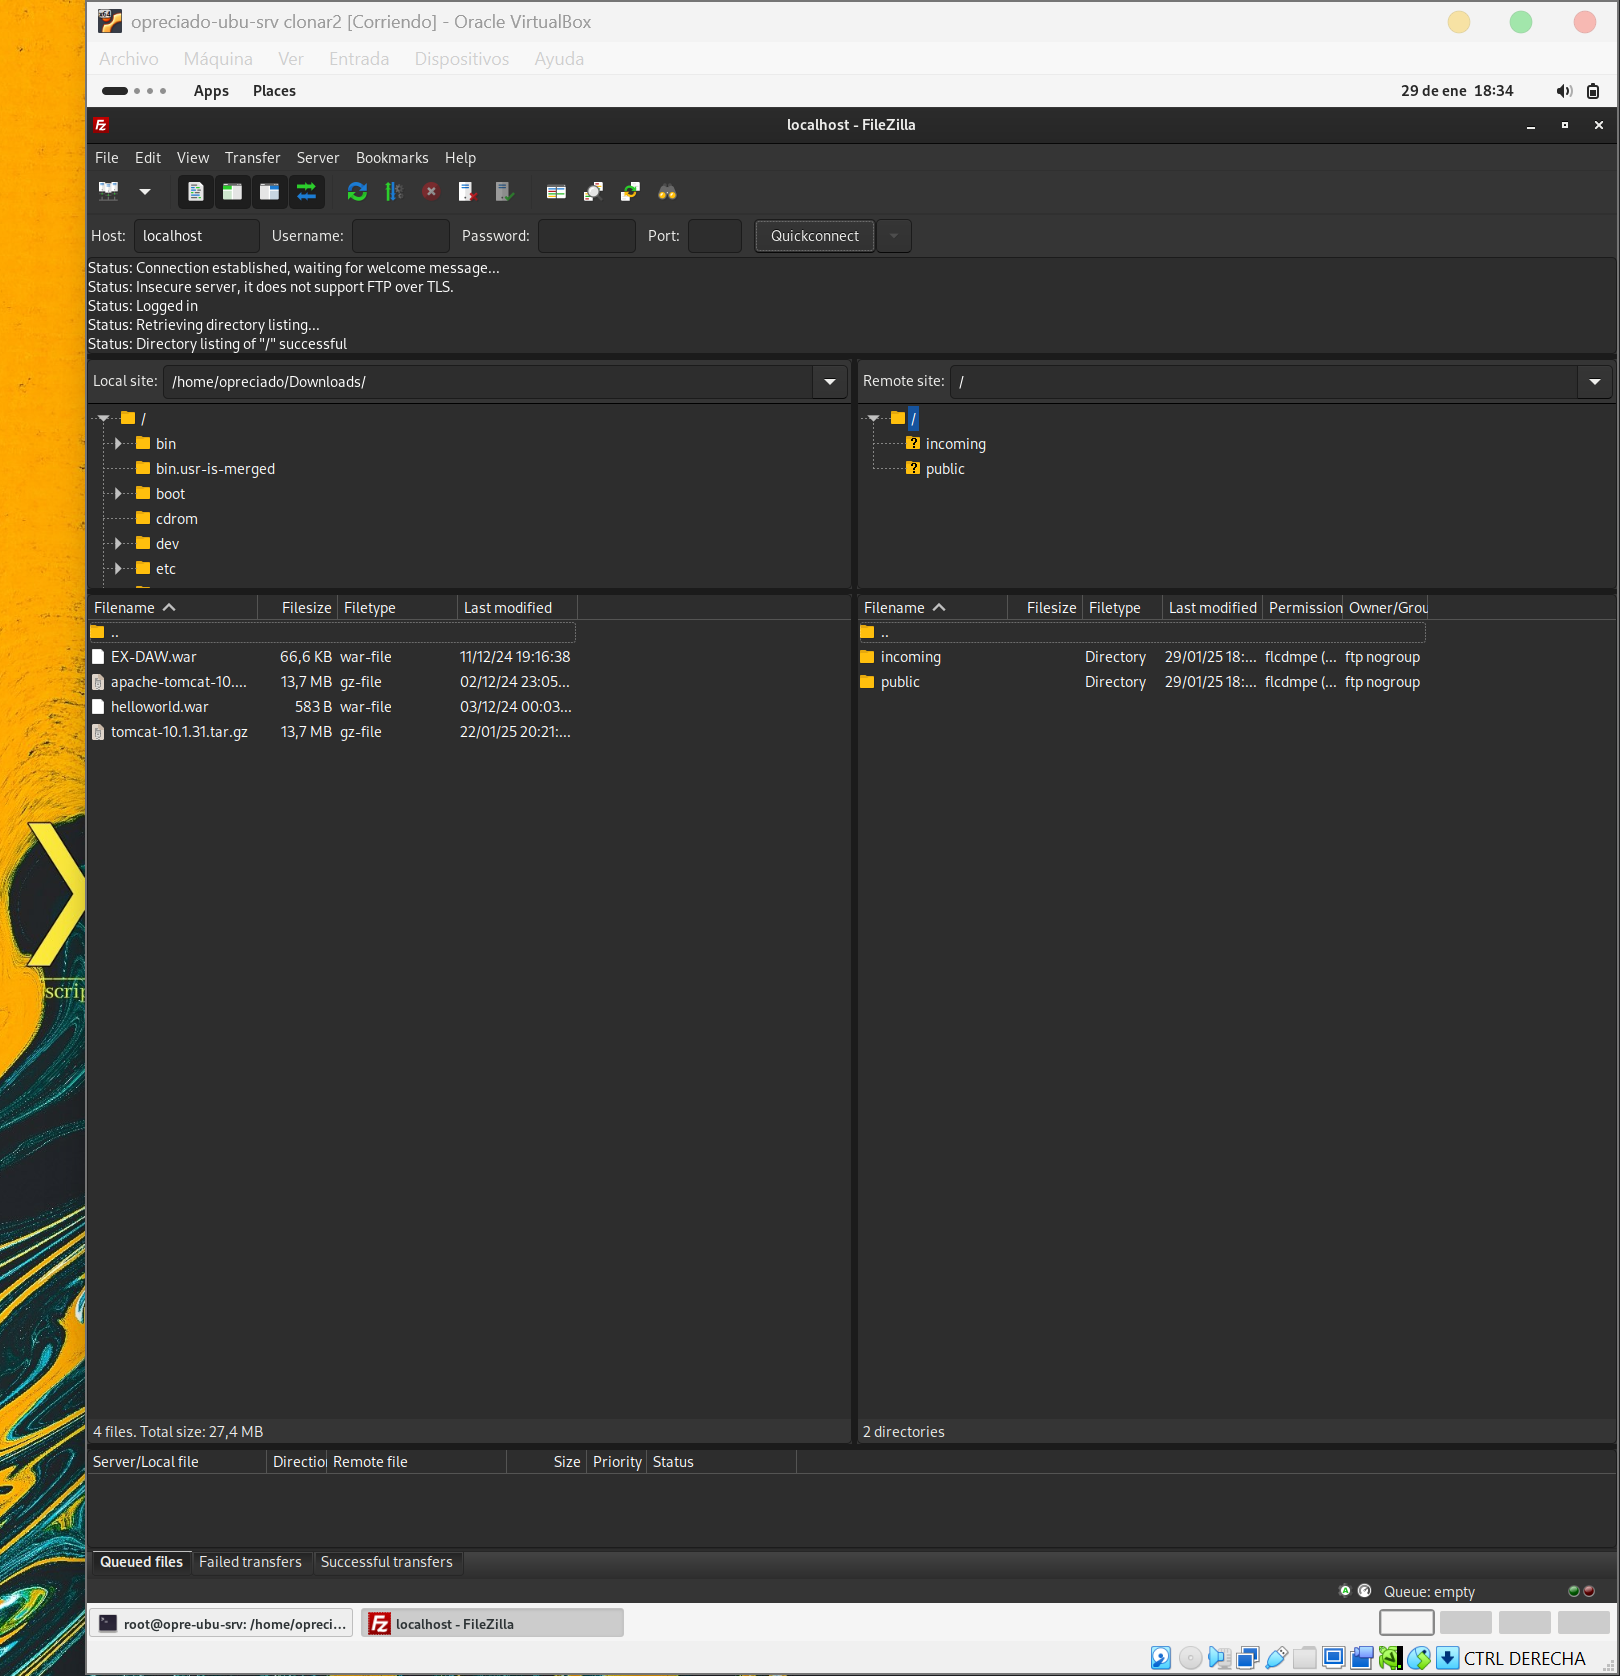 opreciado-ubu-srv clonar2 [Corriendo] - Oracle VirtualBox
Archivo Máquina Ver Entrada Dispositivos Ayuda
Apps Places 29 de ene 18:34
localhost - FileZilla
File Edit View Transfer Server Bookmarks Help
Host: localhost Username: Password: Port: Quickconnect
Status: Connection established, waiting for welcome message...
Status: Insecure server, it does not support FTP over TLS.
Status: Logged in
Status: Retrieving directory listing...
Status: Directory listing of "/" successful
Local site: /home/opreciado/Downloads/
/
bin
bin.usr-is-merged
boot
cdrom
dev
etc
Remote site: /
/
incoming
public
Filename Filesize Filetype Last modified
..
EX-DAW.war 66,6 KB war-file 11/12/24 19:16:38
apache-tomcat-10.... 13,7 MB gz-file 02/12/24 23:05...
helloworld.war 583 B war-file 03/12/24 00:03...
tomcat-10.1.31.tar.gz 13,7 MB gz-file 22/01/25 20:21:...
4 files. Total size: 27,4 MB
Filename Filesize Filetype Last modified Permission Owner/Grou
..
incoming Directory 29/01/25 18:... flcdmpe (... ftp nogroup
public Directory 29/01/25 18:... flcdmpe (... ftp nogroup
2 directories
Server/Local file Directio Remote file Size Priority Status
Queued files Failed transfers Successful transfers
Queue: empty
root@opre-ubu-srv: /home/opreci... localhost - FileZilla
CTRL DERECHA
scrip